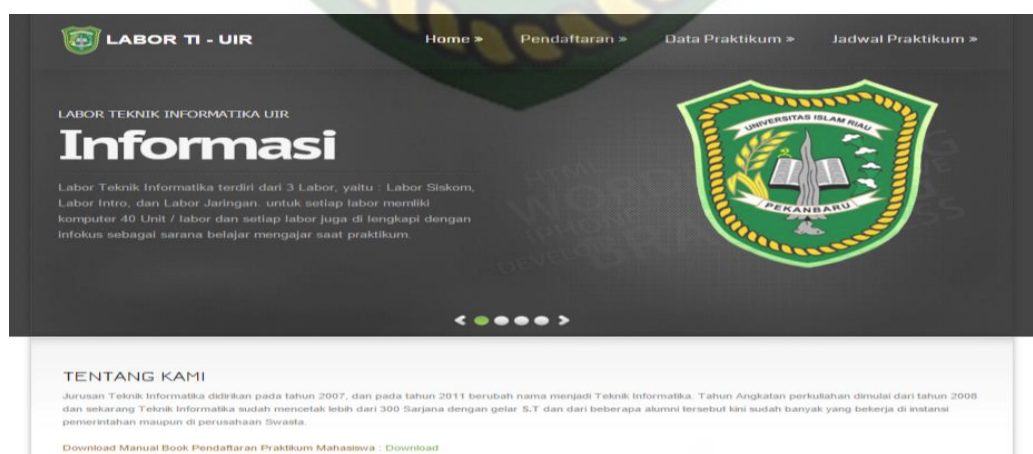 LABOR TI - UIR
Home » Pendaftaran » Data Praktikum » Jadwal Praktikum »
LABOR TEKNIK INFORMATIKA UIR
Informasi
Labor Teknik Informatika terdiri dari 3 Labor, yaitu : Labor Siskom,
Labor Intro, dan Labor Jaringan. untuk setiap labor memliki
komputer 40 Unit / labor dan setiap labor juga di lengkapi dengan
infokus sebagai sarana belajar mengajar saat praktikum.
UNIVERSITAS ISLAM RIAU
PEKANBARU
TENTANG KAMI
Jurusan Teknik Informatika didirikan pada tahun 2007, dan pada tahun 2011 berubah nama menjadi Teknik Informatika. Tahun Angkatan perkuliahan dimulai dari tahun 2008
dan sekarang Teknik Informatika sudah mencetak lebih dari 300 Sarjana dengan gelar S.T dan dari beberapa alumni tersebut kini sudah banyak yang bekerja di instansi
pemerintahan maupun di perusahaan Swasta.
Download Manual Book Pendaftaran Praktikum Mahasiswa : Download